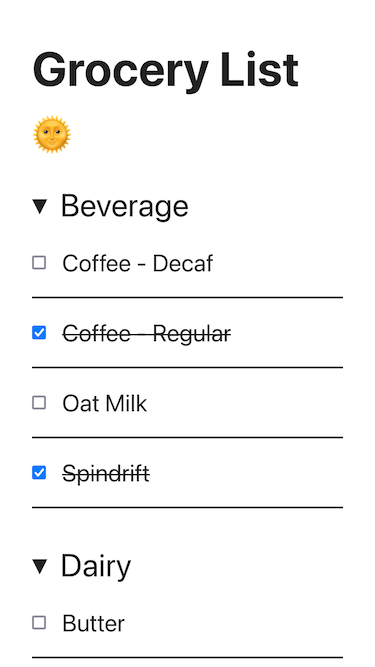 Grocery List
Beverage
Coffee - Decaf
Coffee - Regular
Oat Milk
Spindrift
Dairy
Butter